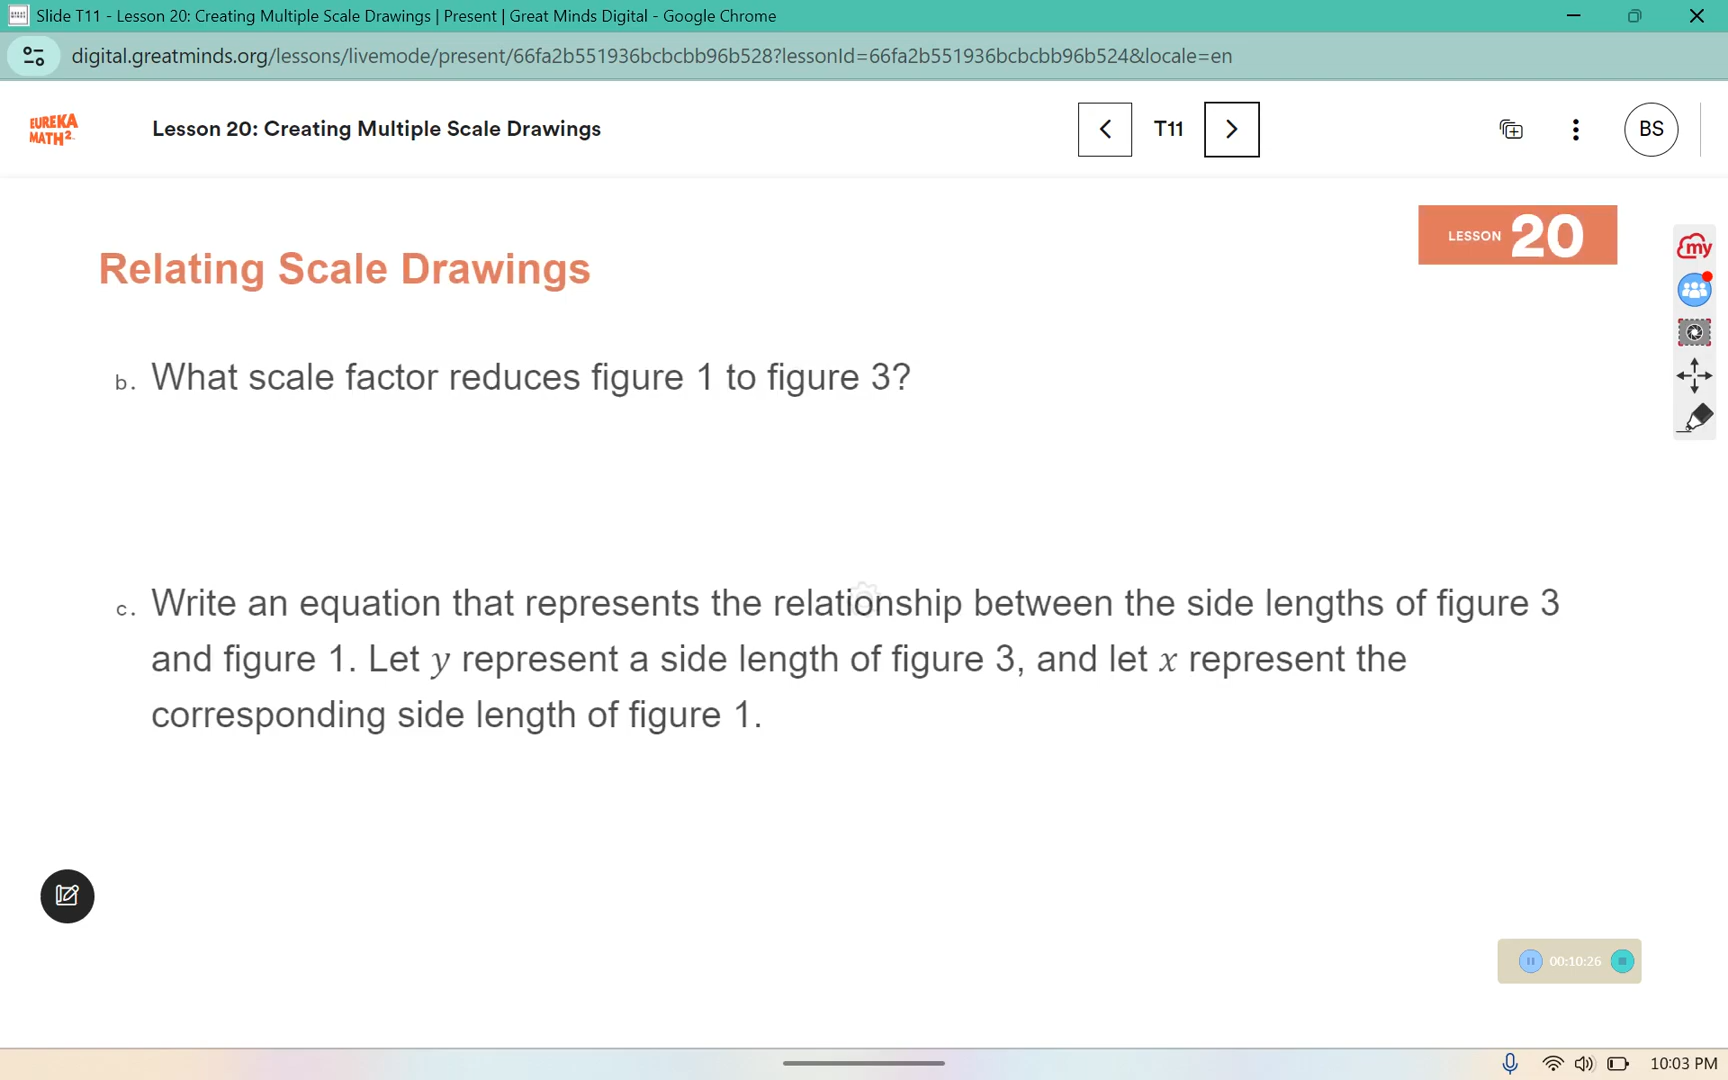 Slide T11 - Lesson 20: Creating Multiple Scale Drawings | Present | Great Minds Digital - Google Chrome
digital.greatminds.org/lessons/livemode/present/66fa2b551936bcbcbb96b528?lessonId=66fa2b551936bcbcbb96b524&locale=en
EUREKA
MATH2
Lesson 20: Creating Multiple Scale Drawings
T11
BS
LESSON 20
my
Relating Scale Drawings
b. What scale factor reduces figure 1 to figure 3?
c. Write an equation that represents the relationship between the side lengths of figure 3
and figure 1. Let y represent a side length of figure 3, and let x represent the
corresponding side length of figure 1.
00:10:26
10:03 PM